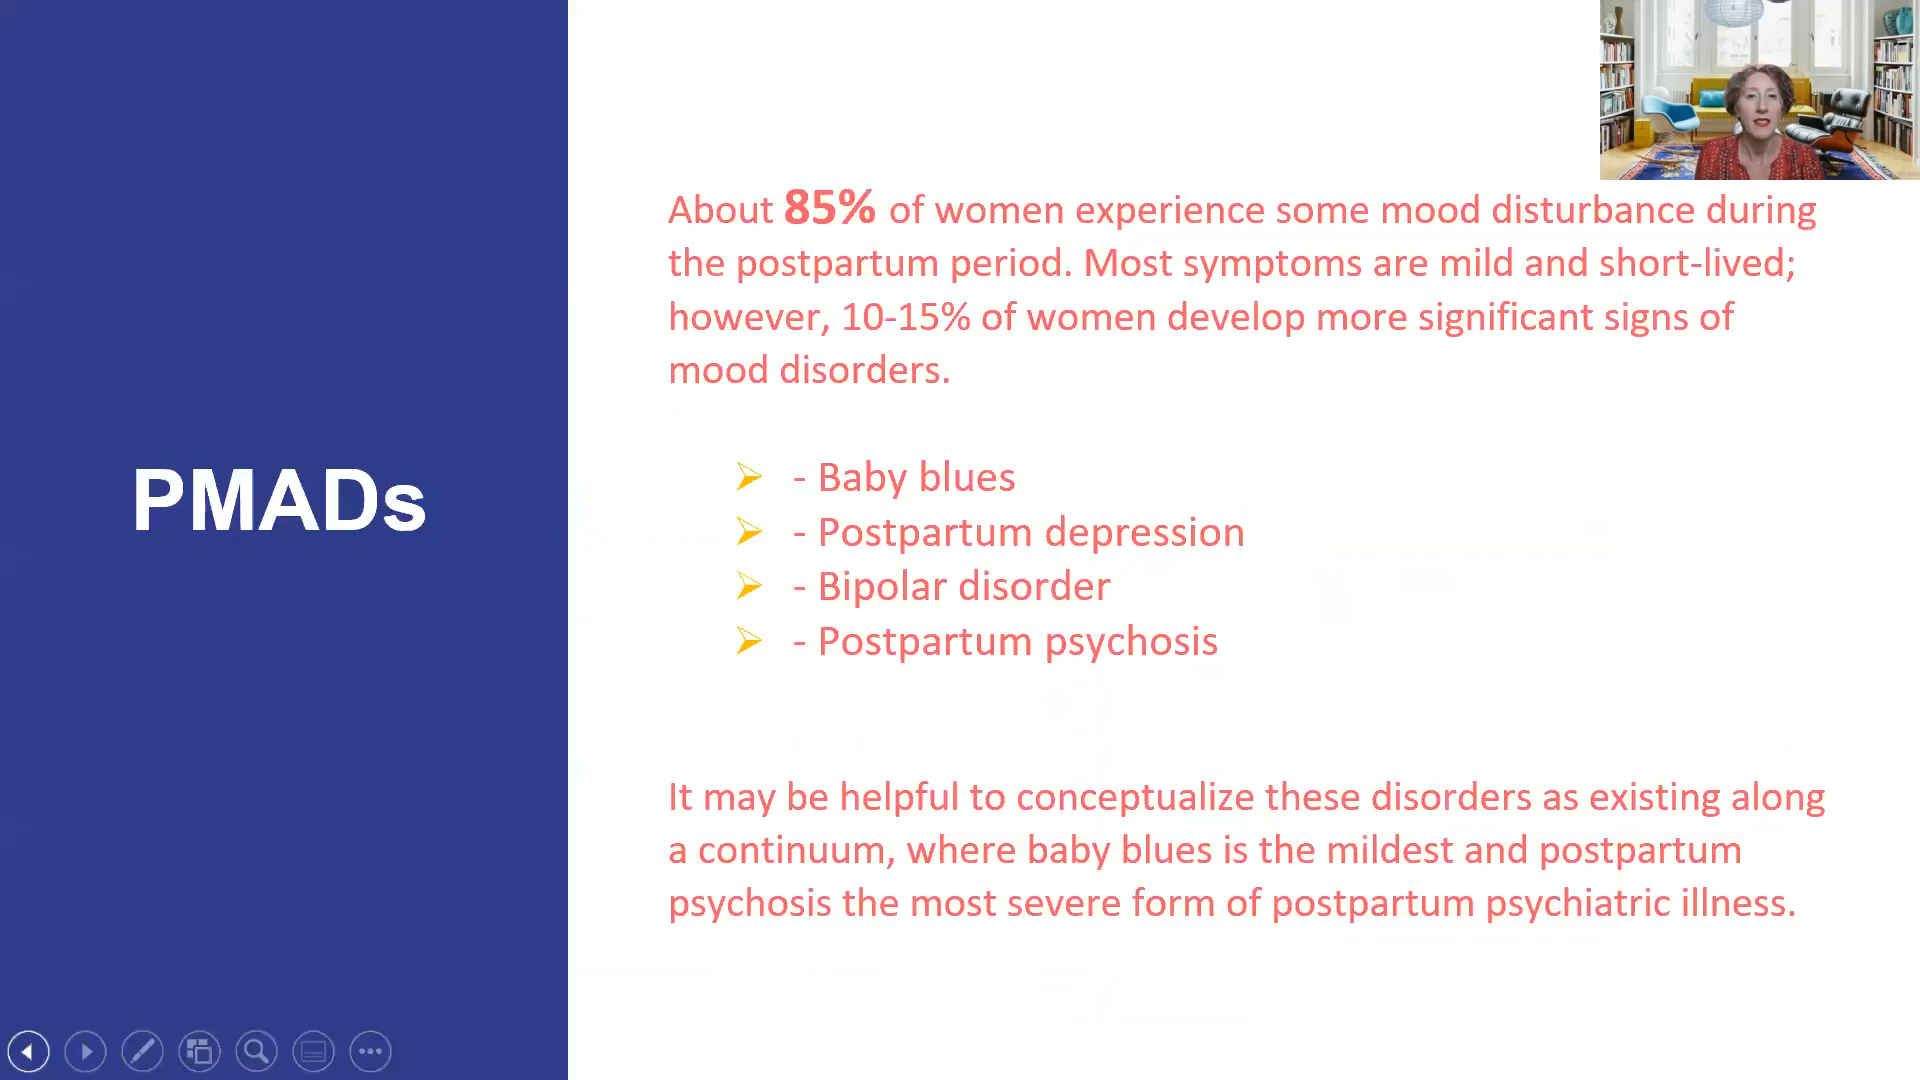 PMADs
About 85% of women experience some mood disturbance during
the postpartum period. Most symptoms are mild and short-lived;
however, 10-15% of women develop more significant signs of
mood disorders.
- Baby blues
- Postpartum depression
- Bipolar disorder
- Postpartum psychosis
It may be helpful to conceptualize these disorders as existing along
a continuum, where baby blues is the mildest and postpartum
psychosis the most severe form of postpartum psychiatric illness.